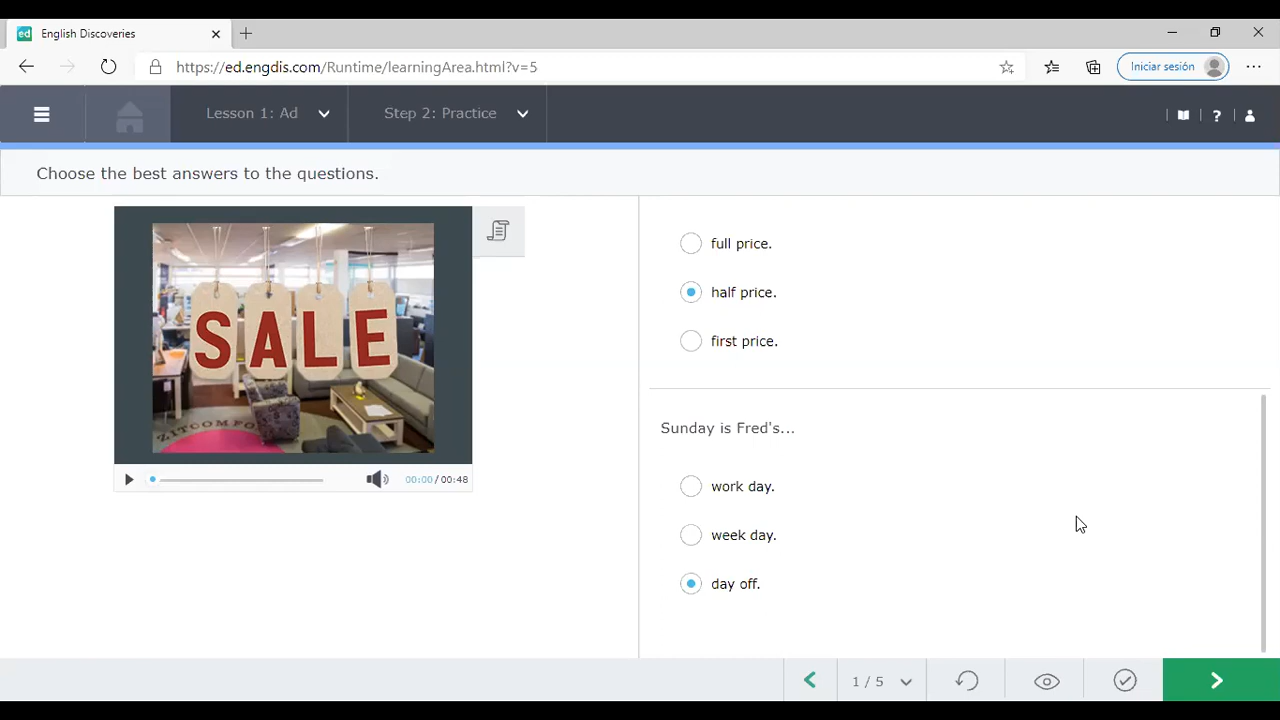 ed English Discoveries
https://ed.engdis.com/Runtime/learningArea.html?v=5
Iniciar sesión
Lesson 1: Ad
Step 2: Practice
?
Choose the best answers to the questions.
SALE
ZITCOMFO
00:00 / 00:48
full price.
half price.
first price.
Sunday is Fred's...
work day.
week day.
day off.
1 / 5